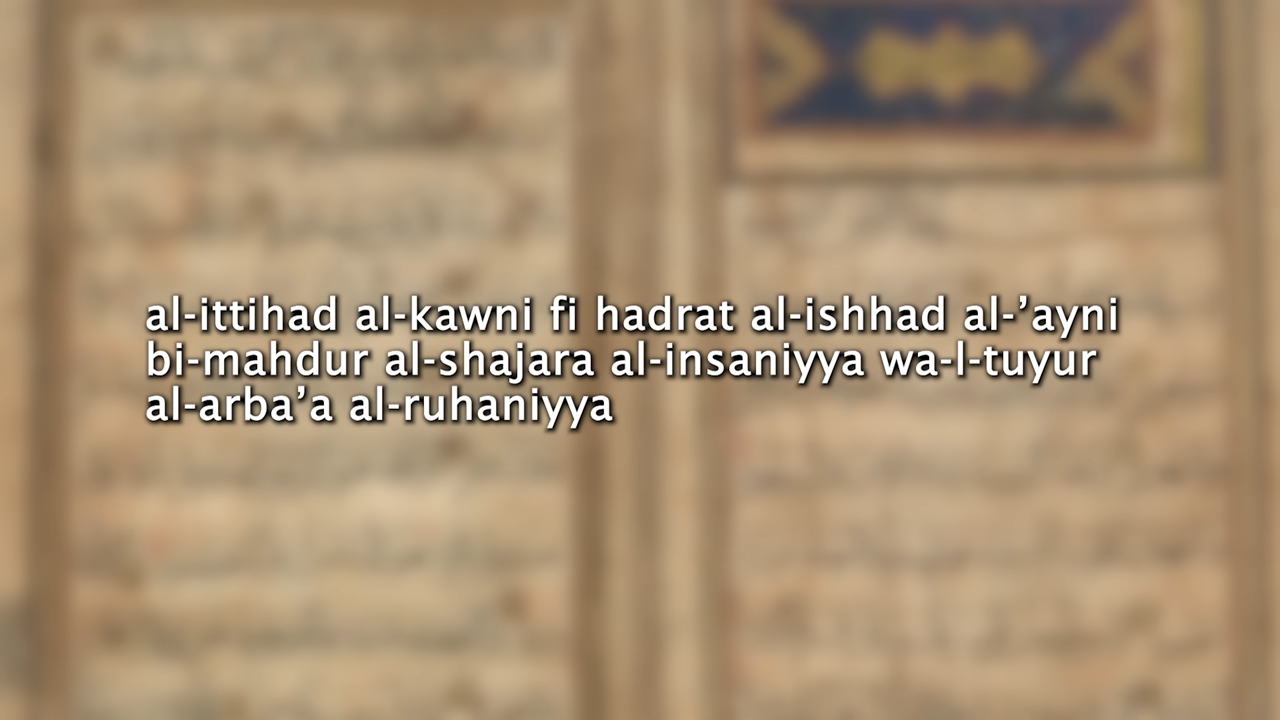 al-ittihad al-kawni fi hadrat al-ishhad al-’ayni
bi-mahdur al-shajara al-insaniyya wa-l-tuyur
al-arba’a al-ruhaniyya